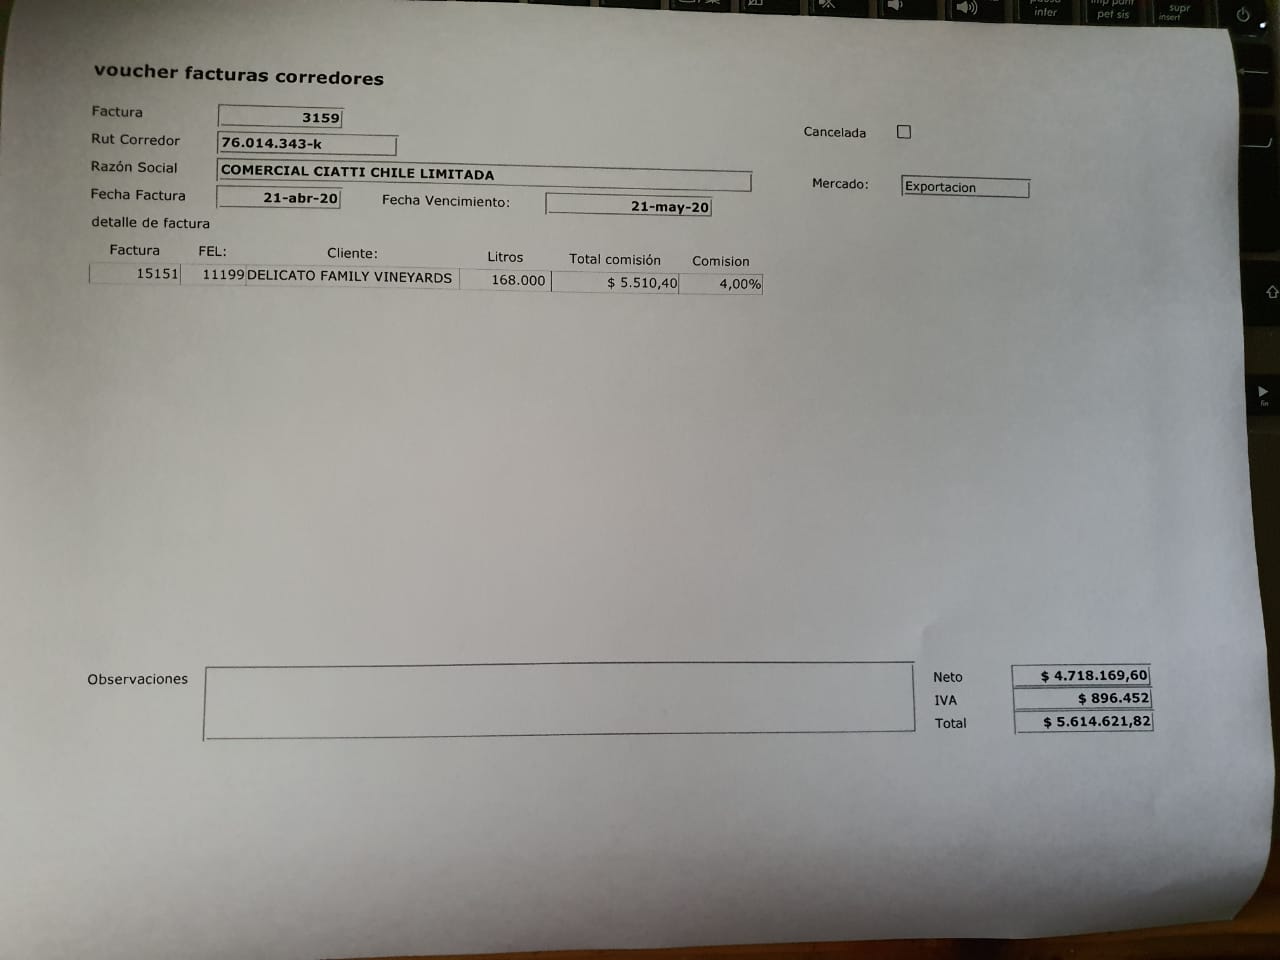 voucher facturas corredores
Factura 3159
Cancelada
Rut Corredor 76.014.343-k
Razón Social COMERCIAL CIATTI CHILE LIMITADA
Mercado: Exportacion
Fecha Factura 21-abr-20 Fecha Vencimiento: 21-may-20
detalle de factura
Factura FEL: Cliente: Litros Total comisión Comision
15151 11199 DELICATO FAMILY VINEYARDS 168.000 $ 5.510,40 4,00%
Observaciones
Neto $ 4.718.169,60
IVA $ 896.452
Total $ 5.614.621,82
inter
pet sis
supr
insert
fin